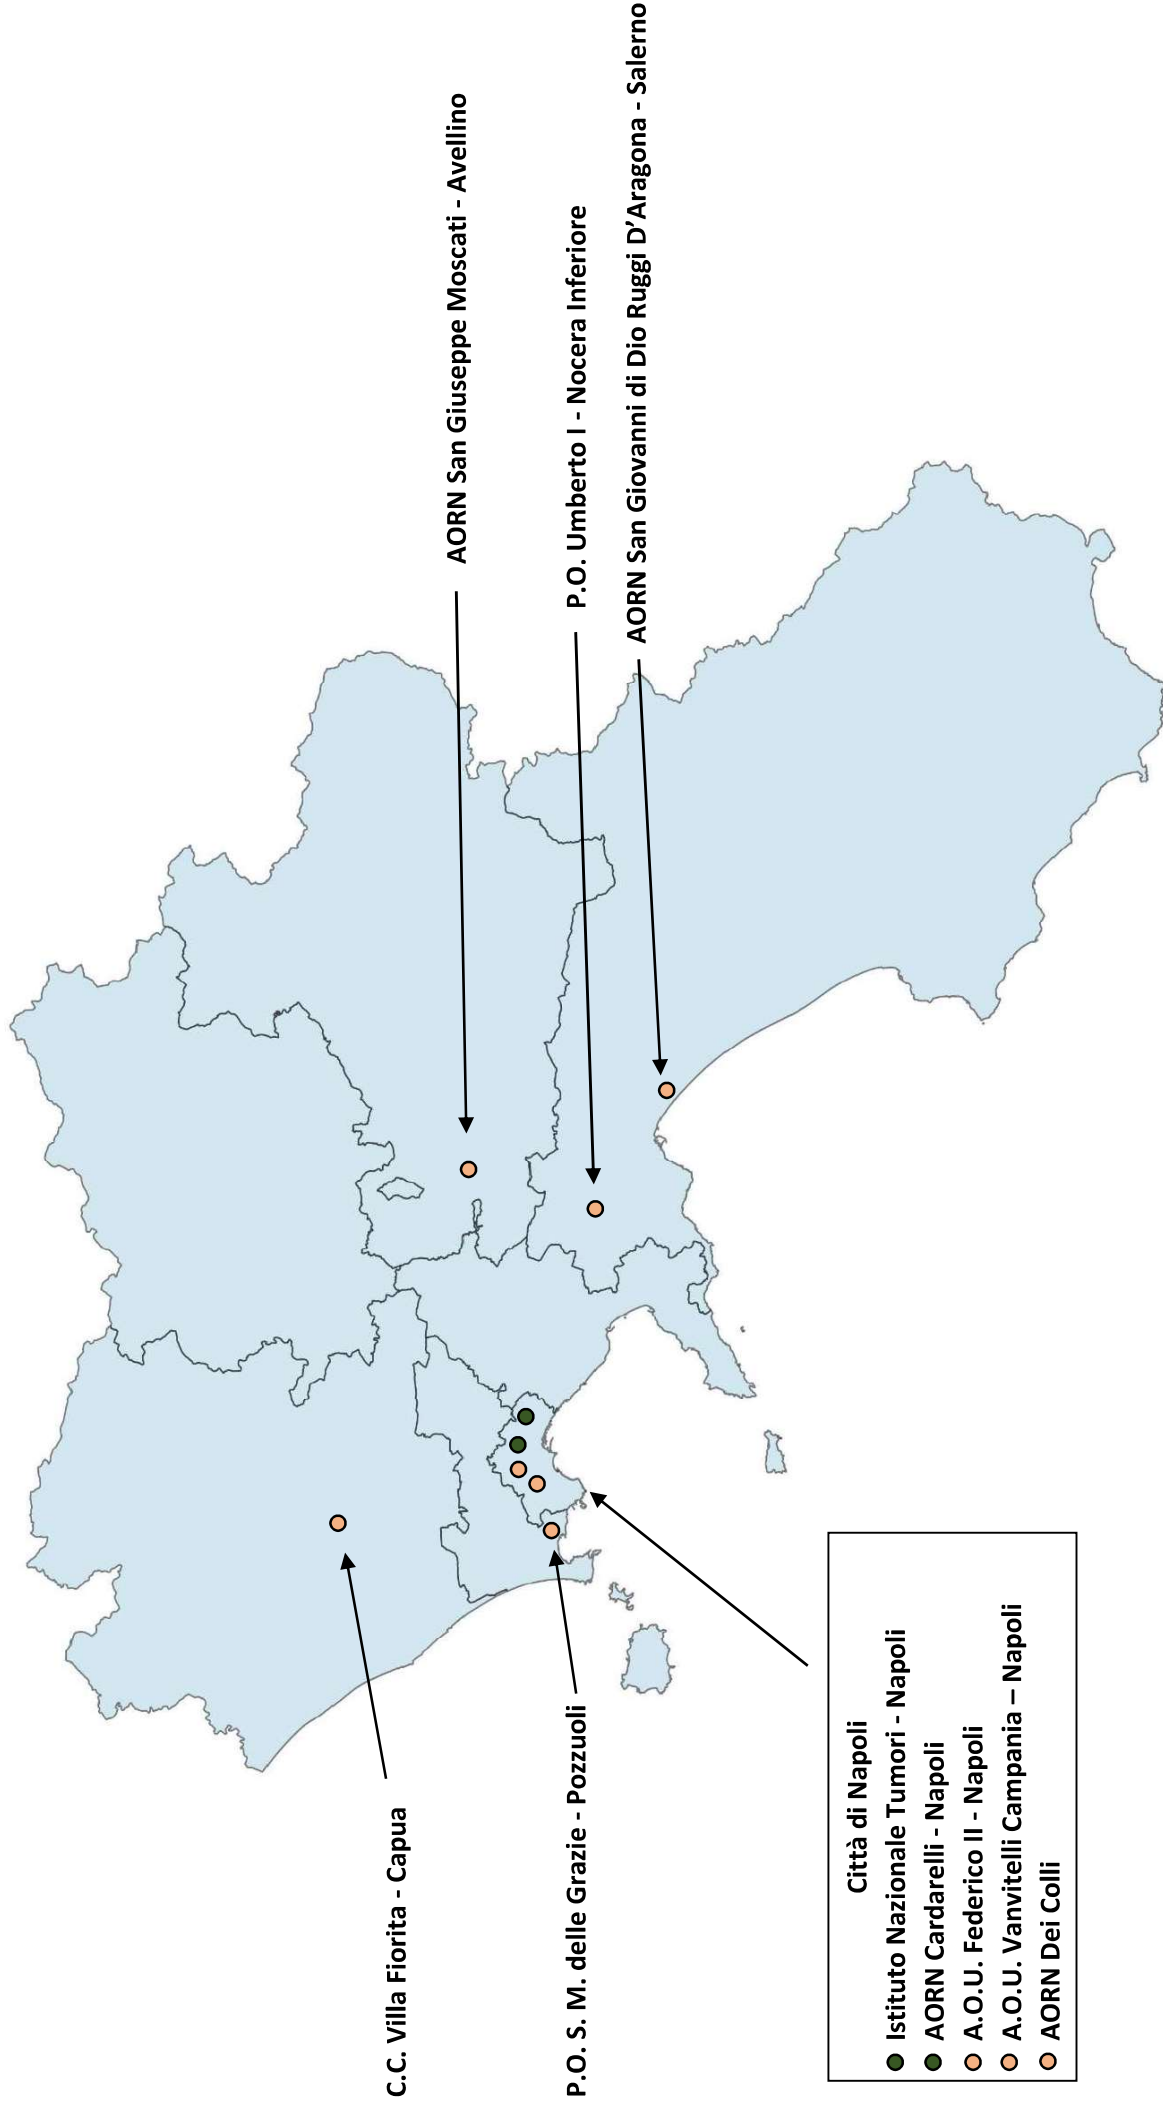 C.C. Villa Fiorita - Capua
AORN San Giuseppe Moscati - Avellino
P.O. S. M. delle Grazie - Pozzuoli
P.O. Umberto I - Nocera Inferiore
AORN San Giovanni di Dio Ruggi D’Aragona - Salerno
Città di Napoli
Istituto Nazionale Tumori - Napoli
AORN Cardarelli - Napoli
A.O.U. Federico II - Napoli
A.O.U. Vanvitelli Campania – Napoli
AORN Dei Colli